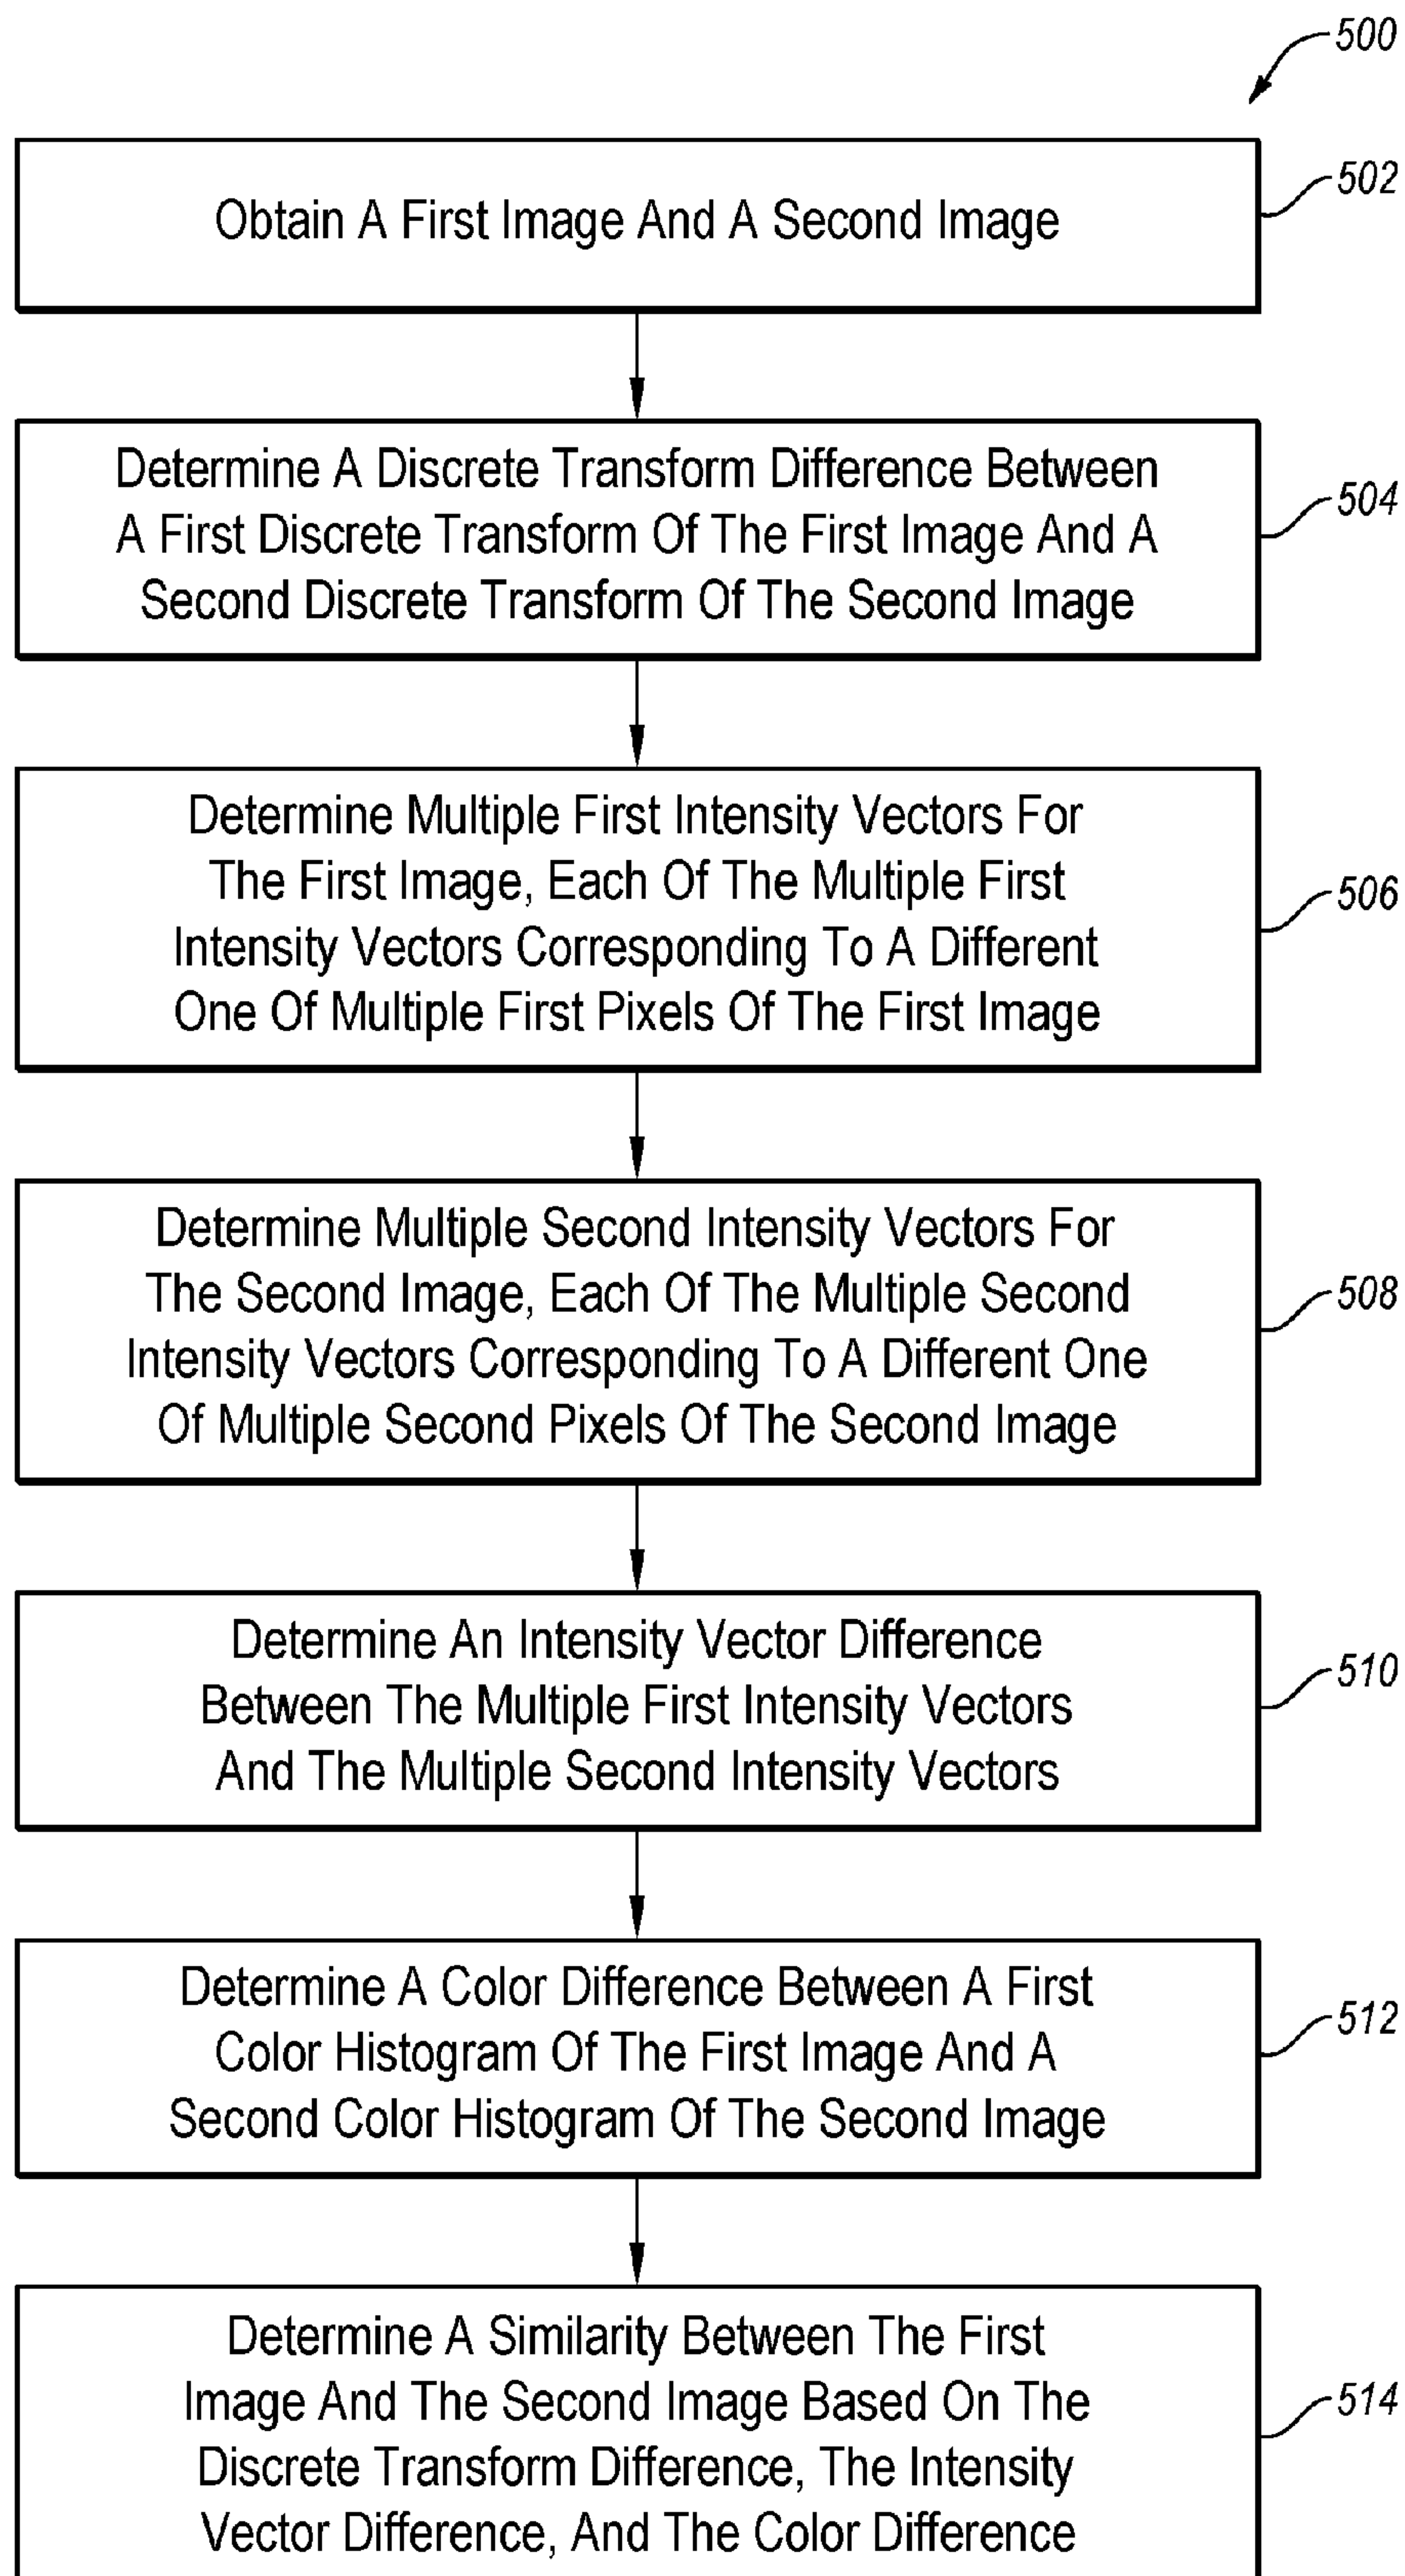 500
Obtain A First Image And A Second Image
502
Determine A Discrete Transform Difference Between
A First Discrete Transform Of The First Image And A
Second Discrete Transform Of The Second Image
504
Determine Multiple First Intensity Vectors For
The First Image, Each Of The Multiple First
Intensity Vectors Corresponding To A Different
One Of Multiple First Pixels Of The First Image
506
Determine Multiple Second Intensity Vectors For
The Second Image, Each Of The Multiple Second
Intensity Vectors Corresponding To A Different One
Of Multiple Second Pixels Of The Second Image
508
Determine An Intensity Vector Difference
Between The Multiple First Intensity Vectors
And The Multiple Second Intensity Vectors
510
Determine A Color Difference Between A First
Color Histogram Of The First Image And A
Second Color Histogram Of The Second Image
512
Determine A Similarity Between The First
Image And The Second Image Based On The
Discrete Transform Difference, The Intensity
Vector Difference, And The Color Difference
514